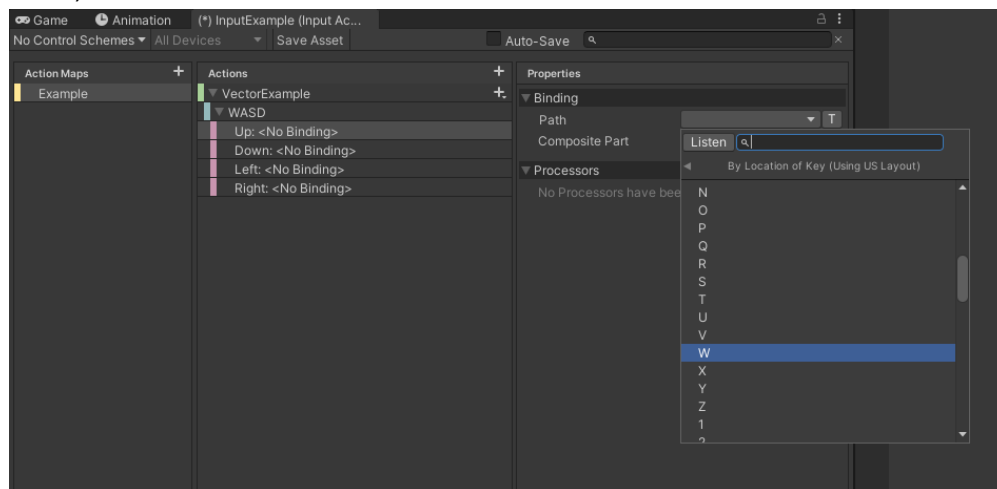 Game Animation (*) InputExample (Input Ac...
No Control Schemes All Devices Save Asset Auto-Save
Action Maps + Actions + Properties
Example
VectorExample
WASD
Up: <No Binding>
Down: <No Binding>
Left: <No Binding>
Right: <No Binding>
Binding
Path T
Composite Part
Processors
No Processors have bee
Listen
By Location of Key (Using US Layout)
N
O
P
Q
R
S
T
U
V
W
X
Y
Z
1
2